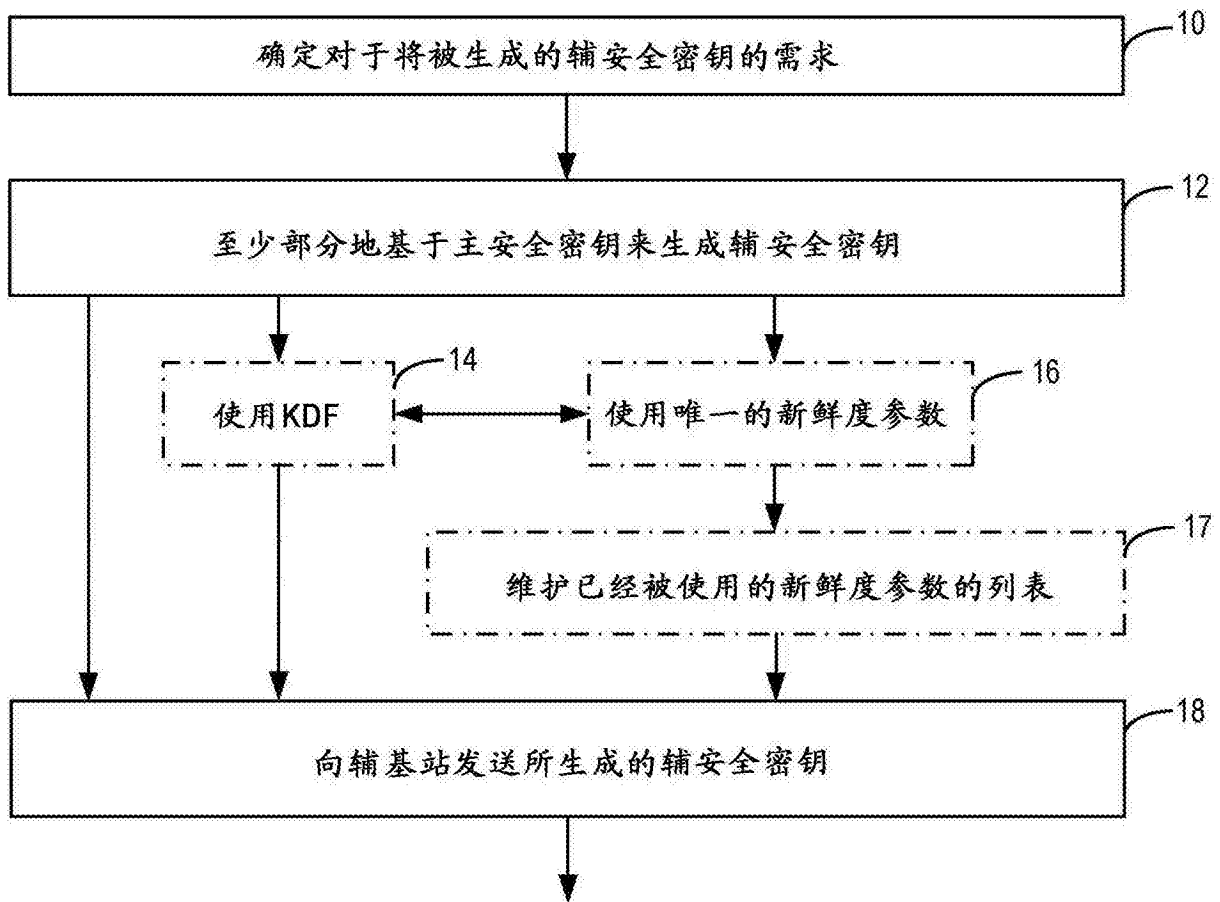 10
确定对于将被生成的辅安全密钥的需求
12
至少部分地基于主安全密钥来生成辅安全密钥
14
使用KDF
16
使用唯一的新鲜度参数
17
维护已经被使用的新鲜度参数的列表
18
向辅基站发送所生成的辅安全密钥